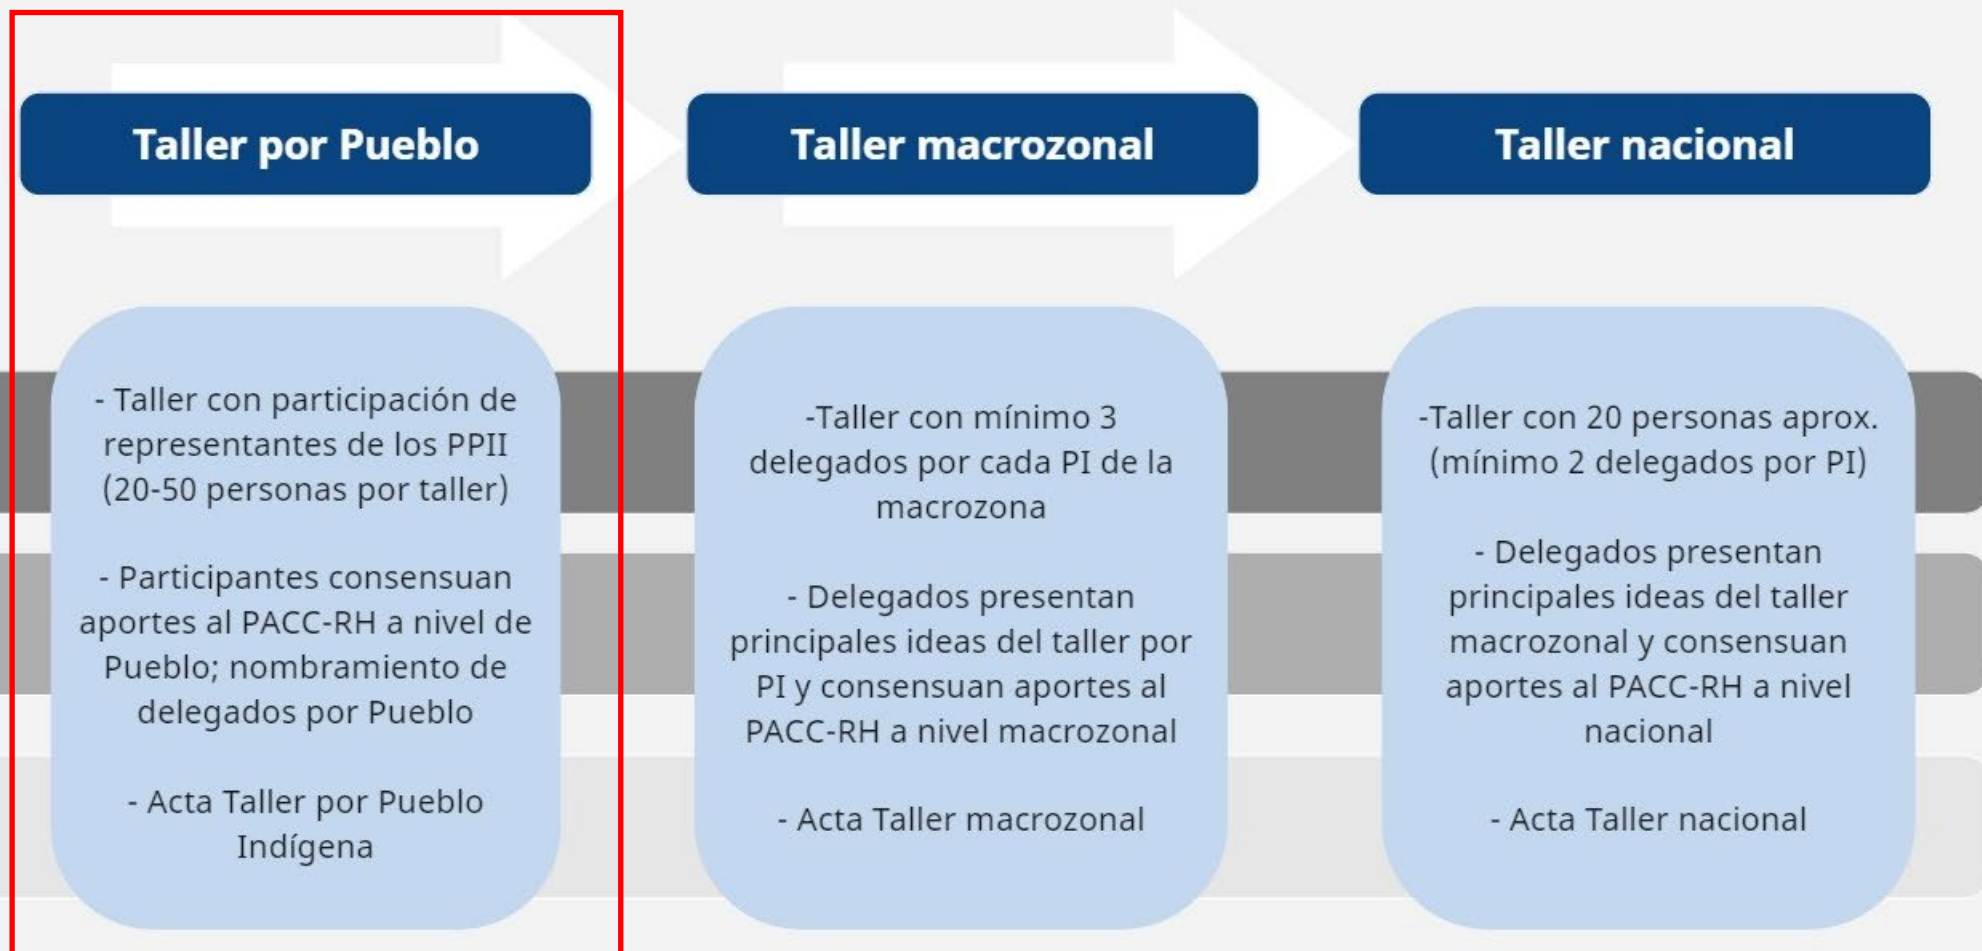 Taller por Pueblo
- Taller con participación de
representantes de los PPII
(20-50 personas por taller)
- Participantes consensuan
aportes al PACC-RH a nivel de
Pueblo; nombramiento de
delegados por Pueblo
- Acta Taller por Pueblo
Indígena
Taller macrozonal
-Taller con mínimo 3
delegados por cada PI de la
macrozona
- Delegados presentan
principales ideas del taller por
PI y consensuan aportes al
PACC-RH a nivel macrozonal
- Acta Taller macrozonal
Taller nacional
-Taller con 20 personas aprox.
(mínimo 2 delegados por PI)
- Delegados presentan
principales ideas del taller
macrozonal y consensuan
aportes al PACC-RH a nivel
nacional
- Acta Taller nacional